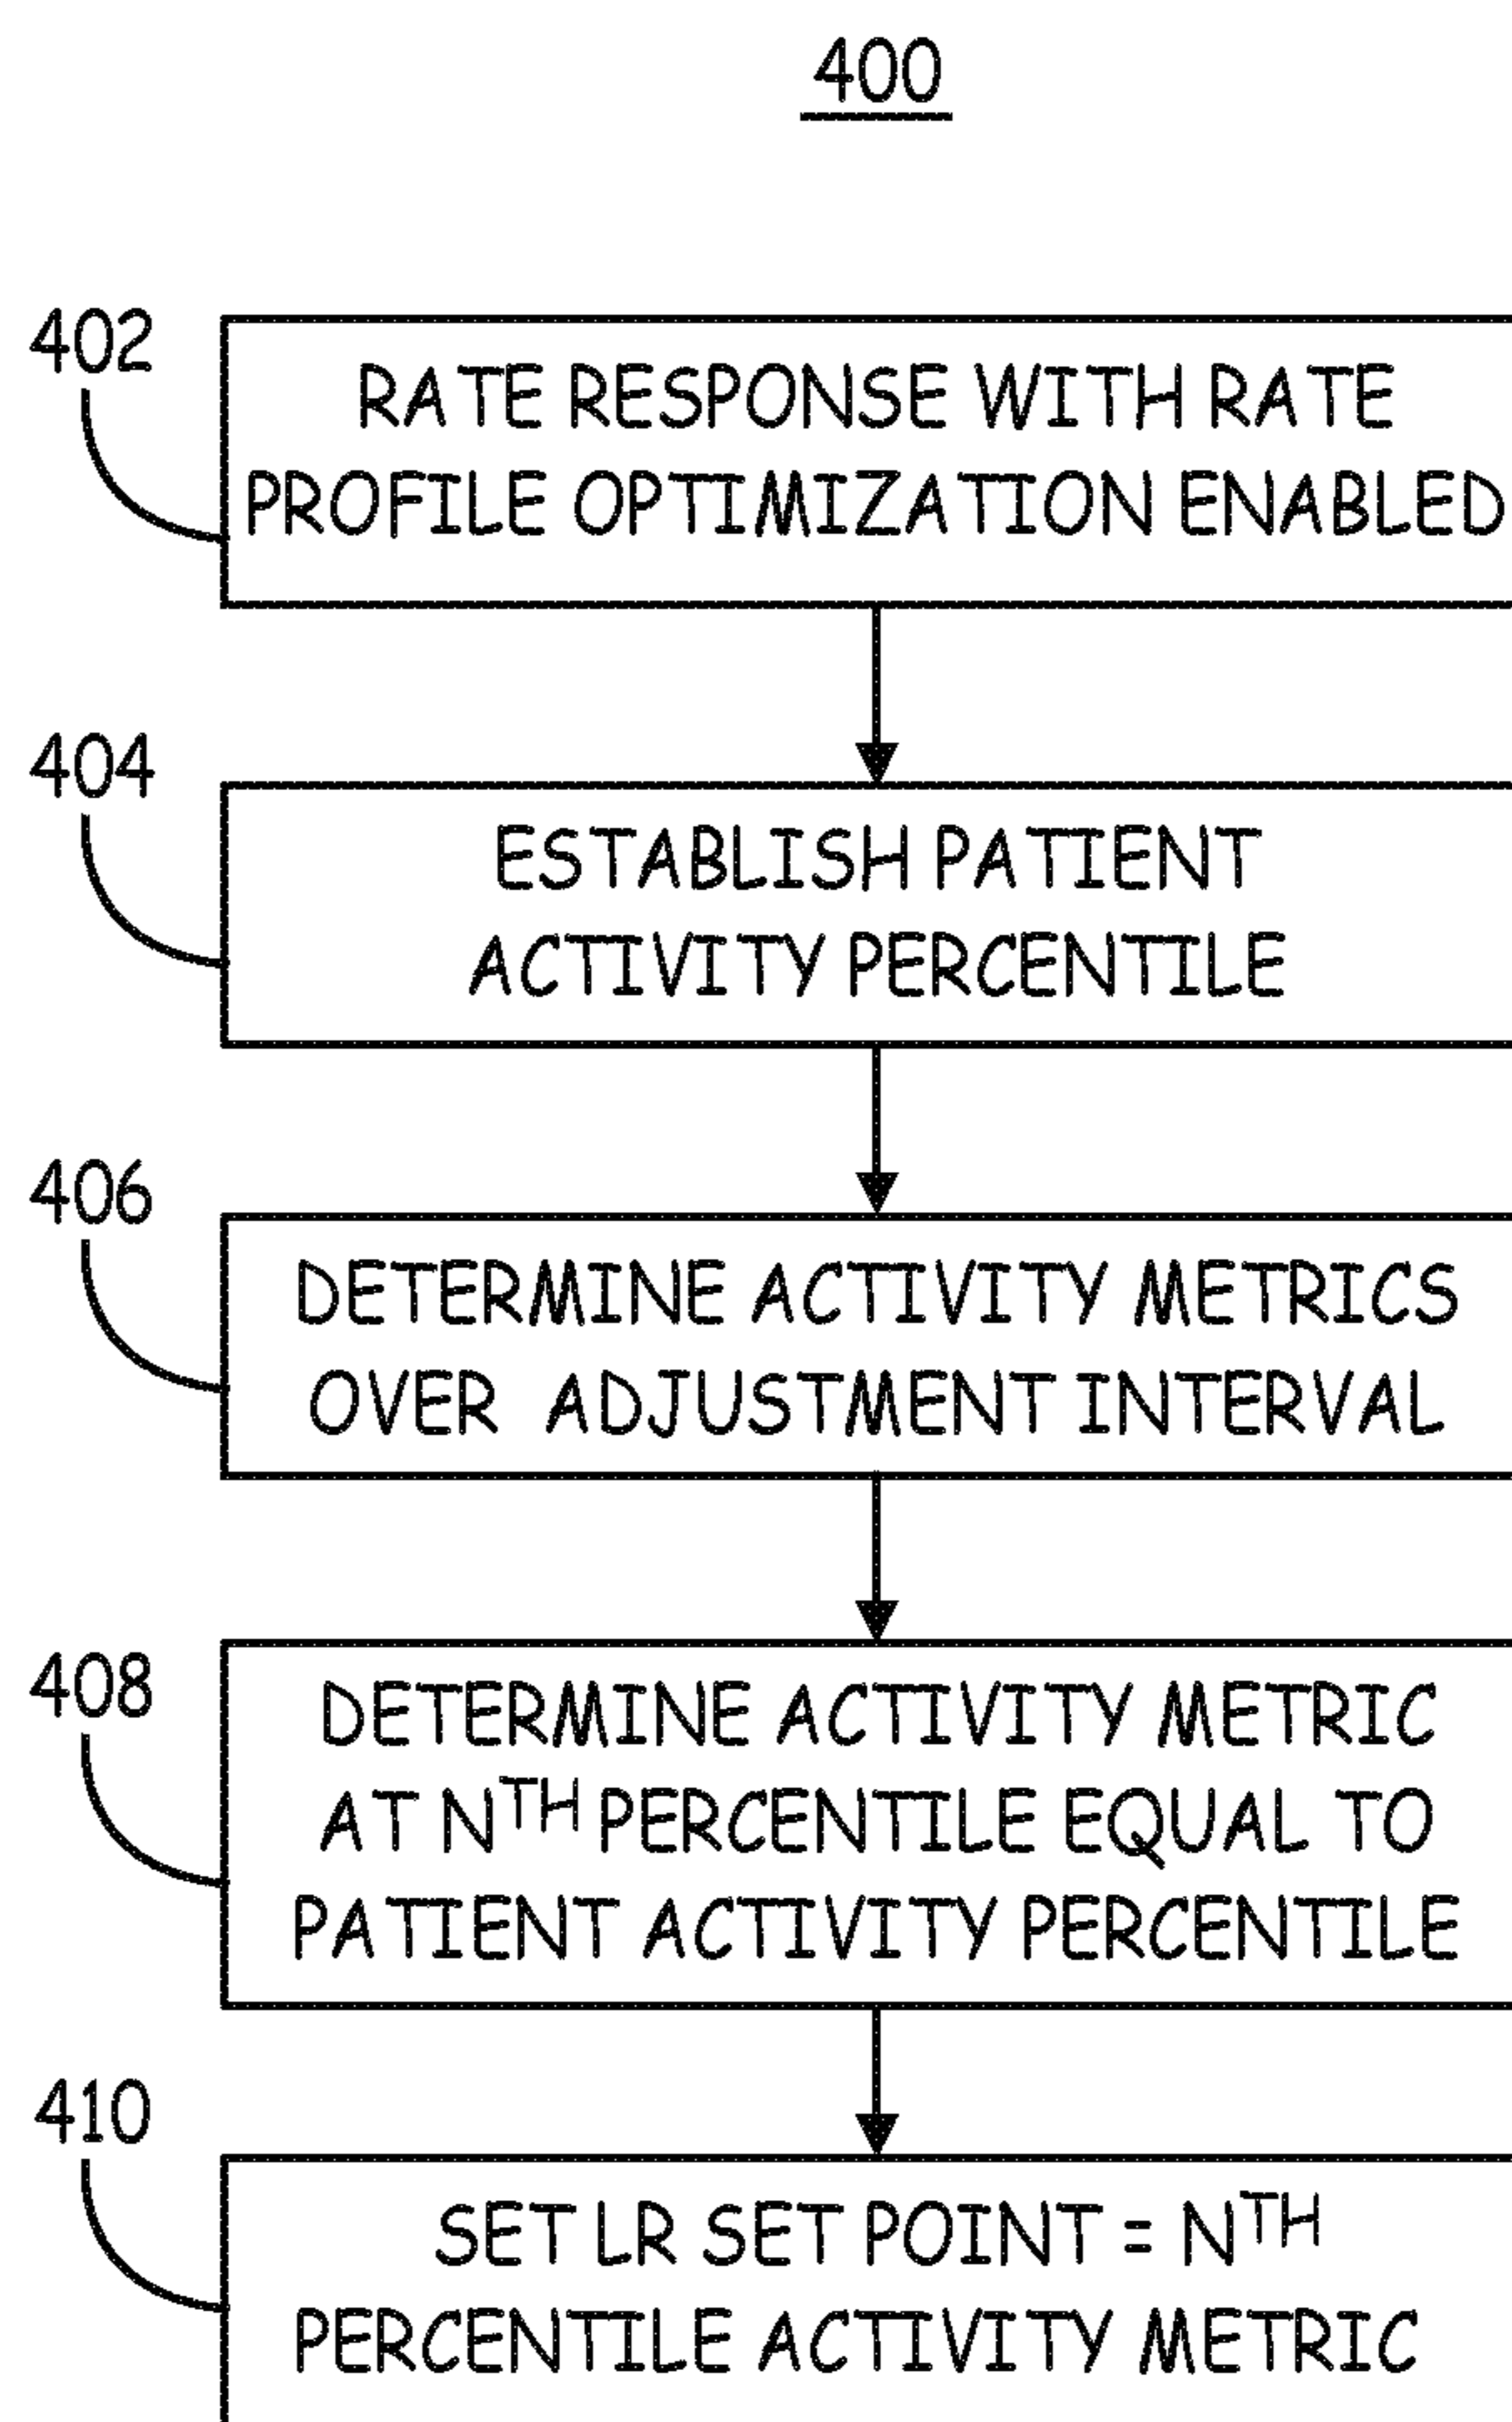 400
402
RATE RESPONSE WITH RATE
PROFILE OPTIMIZATION ENABLED
404
ESTABLISH PATIENT
ACTIVITY PERCENTILE
406
DETERMINE ACTIVITY METRICS
OVER ADJUSTMENT INTERVAL
408
DETERMINE ACTIVITY METRIC
AT NTH PERCENTILE EQUAL TO
PATIENT ACTIVITY PERCENTILE
410
SET LR SET POINT = NTH
PERCENTILE ACTIVITY METRIC